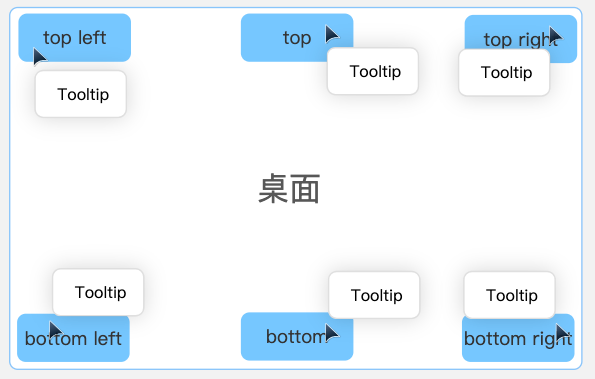 top left
top
top right
Tooltip
Tooltip
Tooltip
桌面
Tooltip
Tooltip
Tooltip
bottom left
bottom
bottom right